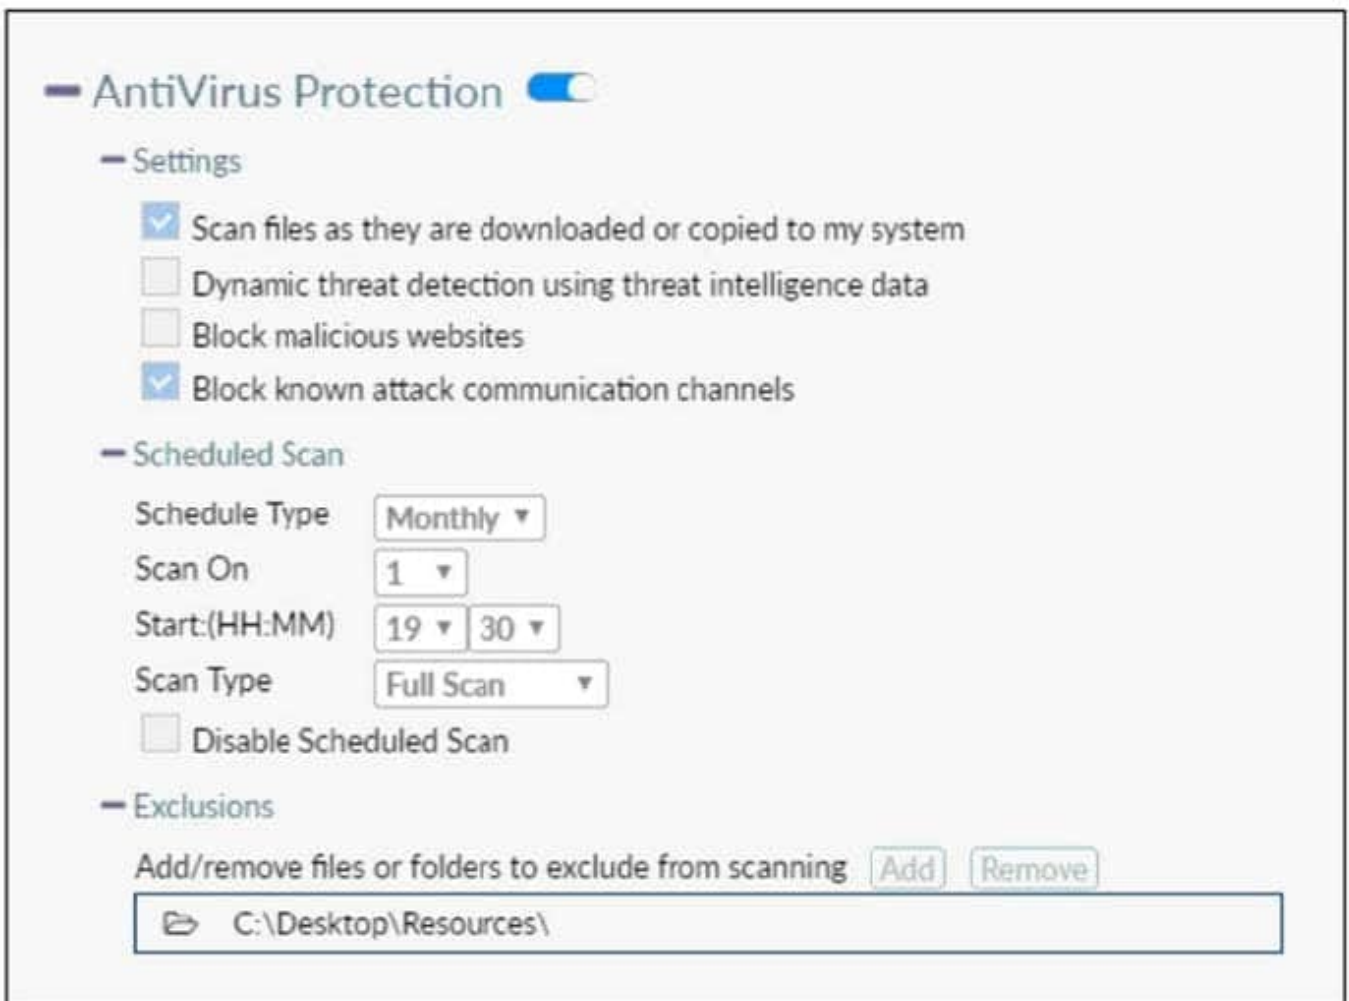 AntiVirus Protection
Settings
Scan files as they are downloaded or copied to my system
Dynamic threat detection using threat intelligence data
Block malicious websites
Block known attack communication channels
Scheduled Scan
Schedule Type Monthly
Scan On 1
Start:(HH:MM) 19 30
Scan Type Full Scan
Disable Scheduled Scan
Exclusions
Add/remove files or folders to exclude from scanning Add Remove
C:\Desktop\Resources\